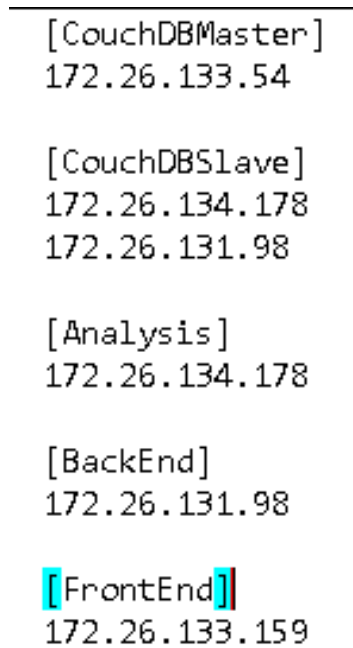 [CouchDBMaster]
172.26.133.54
[CouchDBSlave]
172.26.134.178
172.26.131.98
[Analysis]
172.26.134.178
[BackEnd]
172.26.131.98
[FrontEnd]
172.26.133.159